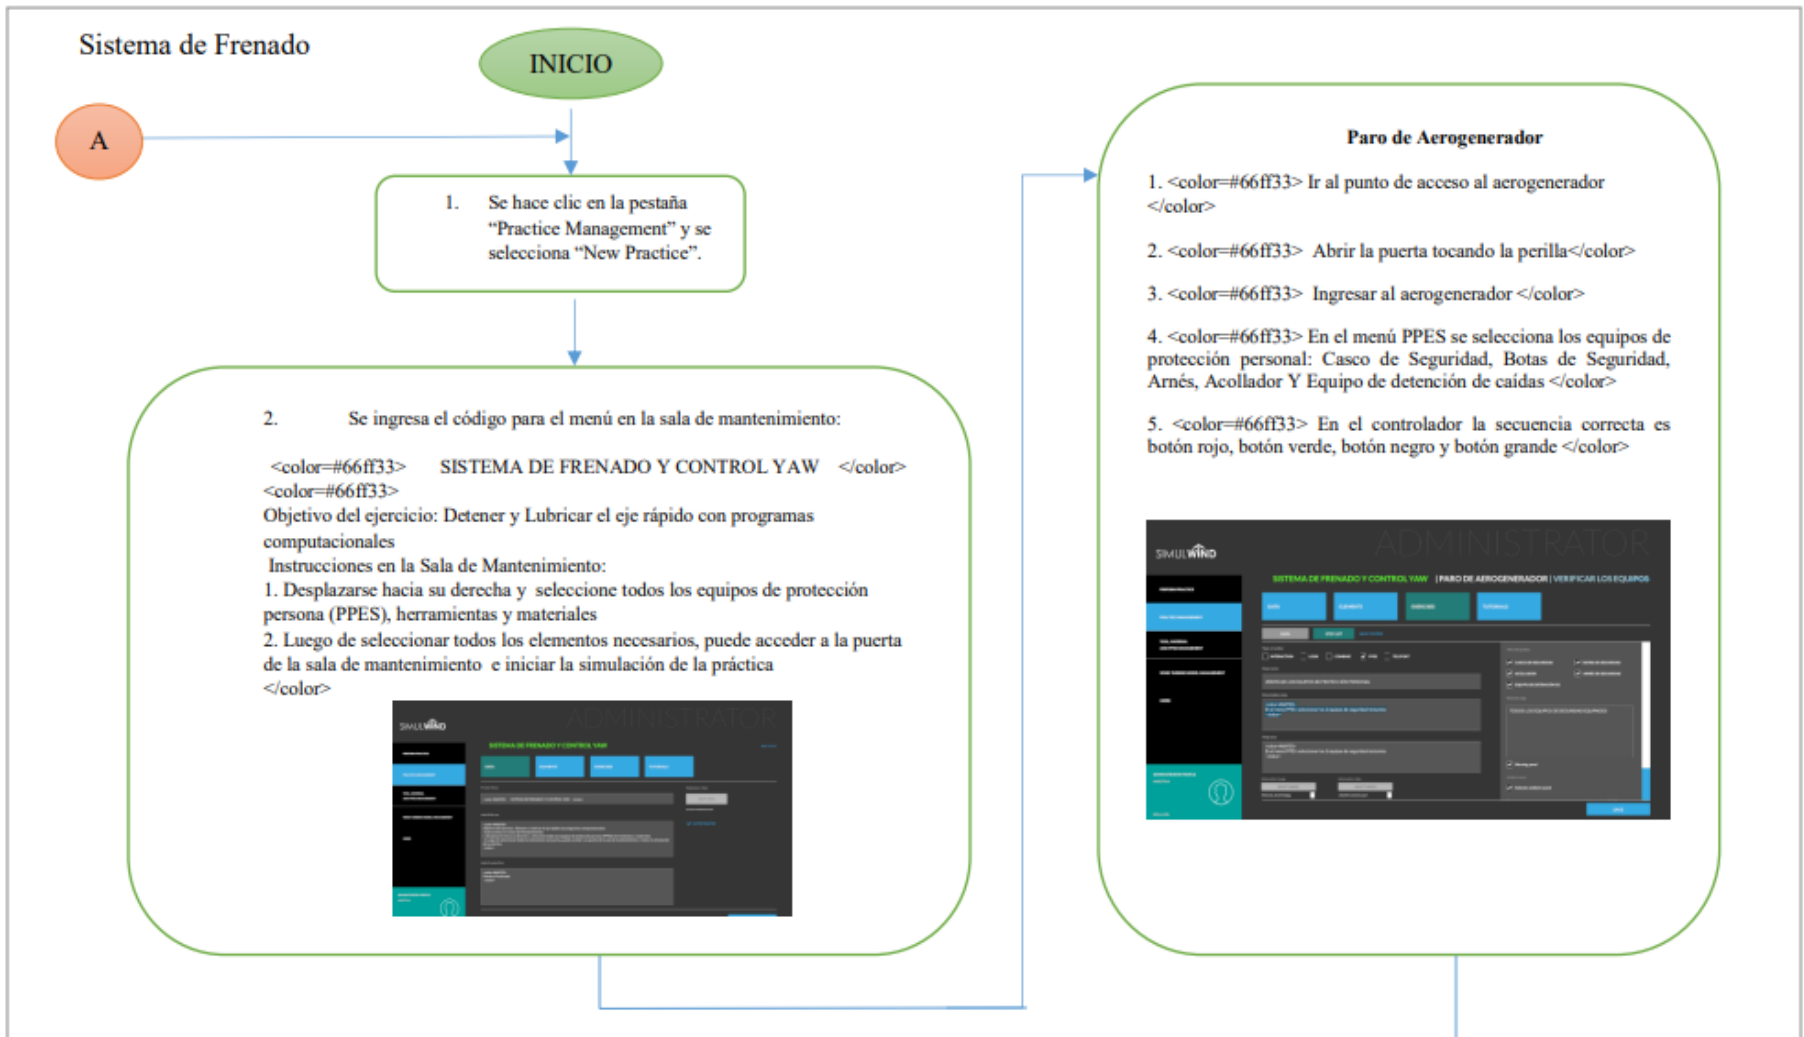 Sistema de Frenado
INICIO
A
1. Se hace clic en la pestaña
“Practice Management” y se
selecciona “New Practice”.
2. Se ingresa el código para el menú en la sala de mantenimiento:
<color=#66ff33> SISTEMA DE FRENADO Y CONTROL YAW </color>
<color=#66ff33>
Objetivo del ejercicio: Detener y Lubricar el eje rápido con programas
computacionales
Instrucciones en la Sala de Mantenimiento:
1. Desplazarse hacia su derecha y seleccione todos los equipos de protección
persona (PPES), herramientas y materiales
2. Luego de seleccionar todos los elementos necesarios, puede acceder a la puerta
de la sala de mantenimiento e iniciar la simulación de la práctica
</color>
SIMULWIND
ADMINISTRATOR
SISTEMA DE FRENADO Y CONTROL YAW
Paro de Aerogenerador
1. <color=#66ff33> Ir al punto de acceso al aerogenerador
</color>
2. <color=#66ff33> Abrir la puerta tocando la perilla</color>
3. <color=#66ff33> Ingresar al aerogenerador </color>
4. <color=#66ff33> En el menú PPES se selecciona los equipos de
protección personal: Casco de Seguridad, Botas de Seguridad,
Arnés, Acollador Y Equipo de detención de caídas </color>
5. <color=#66ff33> En el controlador la secuencia correcta es
botón rojo, botón verde, botón negro y botón grande </color>
SIMULWIND
ADMINISTRATOR
SISTEMA DE FRENADO Y CONTROL YAW | PARO DE AEROGENERADOR | VERIFICAR LOS EQUIPOS